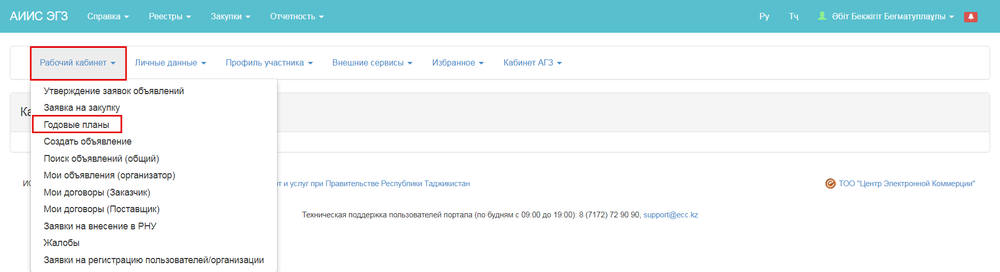 АИИС ЭГЗ Справка Реестры Закупки Отчетность Ру Тҷ Әбіт Бекжігіт Бегматуллаұлы
Рабочий кабинет Личные данные Профиль участника Внешние сервисы Избранное Кабинет АГЗ
Утверждение заявок объявлений
Заявка на закупку
Годовые планы
Создать объявление
Поиск объявлений (общий)
Мои объявления (организатор)
и услуг при Правительстве Республики Таджикистан ТОО "Центр Электронной Коммерции"
Мои договоры (Заказчик)
Мои договоры (Поставщик)
Техническая поддержка пользователей портала (по будням с 09:00 до 19:00): 8 (7172) 72 90 90, support@ecc.kz
Заявки на внесение в РНУ
Жалобы
Заявки на регистрацию пользователей/организации